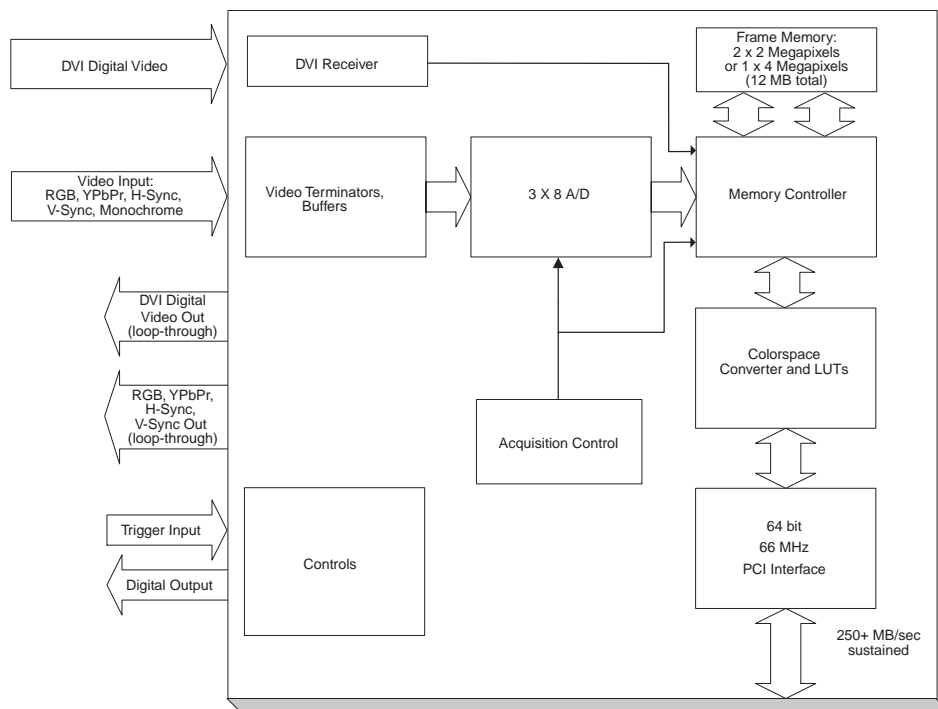 DVI Digital Video
DVI Receiver
Frame Memory:
2 x 2 Megapixels
or 1 x 4 Megapixels
(12 MB total)
Video Input:
RGB, YPbPr, H-Sync,
V-Sync, Monochrome
Video Terminators,
Buffers
3 X 8 A/D
Memory Controller
DVI Digital
Video Out
(loop-through)
Colorspace
Converter and LUTs
RGB, YPbPr,
H-Sync,
V-Sync Out
(loop-through)
Acquisition Control
Trigger Input
Digital Output
Controls
64 bit
66 MHz
PCI Interface
250+ MB/sec
sustained